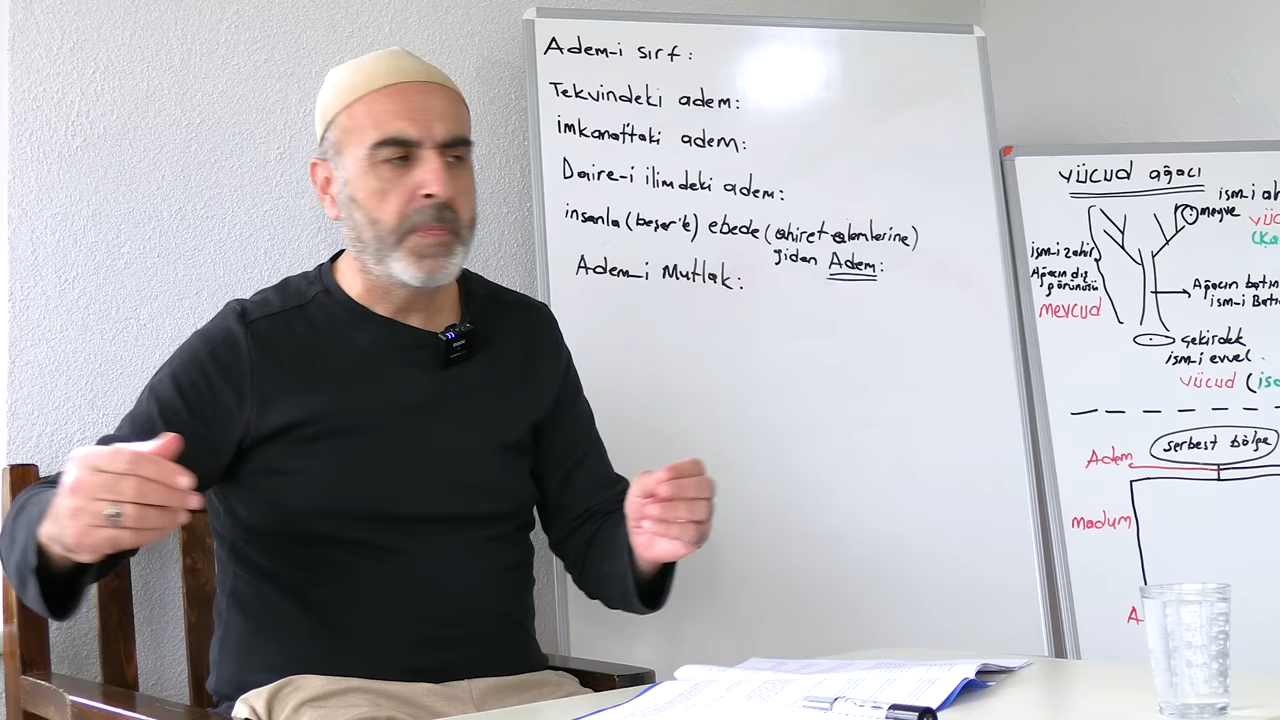 Adem-i sırf:
Tekvindeki adem:
imkanattaki adem:
Daire-i ilimdeki adem:
insanla (beşer'le) ebede (ahiret alemlerine)
giden Adem:
Adem-i Mutlak:
vücud ağacı
ism-i
meyve
ism-i zahir
Ağacın dış
görünüşü
mevcud
Ağacın
ism-i
çekirdek
ism-i evvel
vücud
serbest bölge
Adem
madum